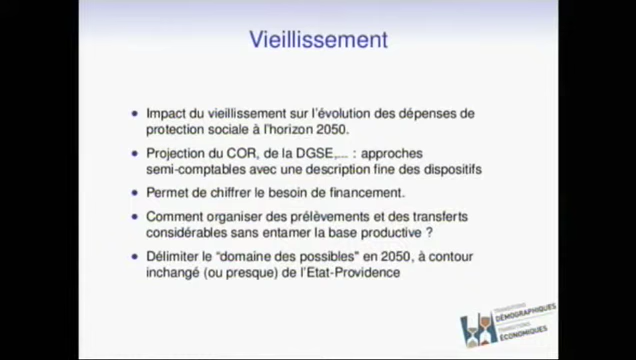 Vieillissement
Impact du vieillissement sur l'évolution des dépenses de
protection sociale à l'horizon 2050.
Projection du COR, de la DGSE,... : approches
semi-comptables avec une description fine des dispositifs
Permet de chiffrer le besoin de financement.
Comment organiser des prélèvements et des transferts
considérables sans entamer la base productive ?
Délimiter le "domaine des possibles" en 2050, à contour
inchangé (ou presque) de l'Etat-Providence
TRANSITIONS
DÉMOGRAPHIQUES
TRANSITIONS
ÉCONOMIQUES